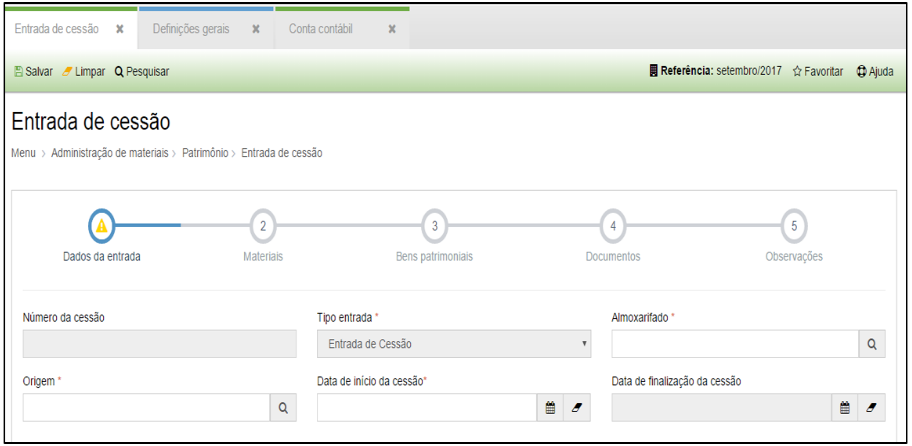 Entrada de cessão ✖ Definições gerais ✖ Conta contábil ✖
Salvar Limpar Pesquisar Referência: setembro/2017 Favoritar Ajuda
Entrada de cessão
Menu > Administração de materiais > Patrimônio > Entrada de cessão
2 3 4 5
Dados da entrada Materiais Bens patrimoniais Documentos Observações
Número da cessão Tipo entrada * Almoxarifado *
Entrada de Cessão
Origem * Data de início da cessão* Data de finalização da cessão